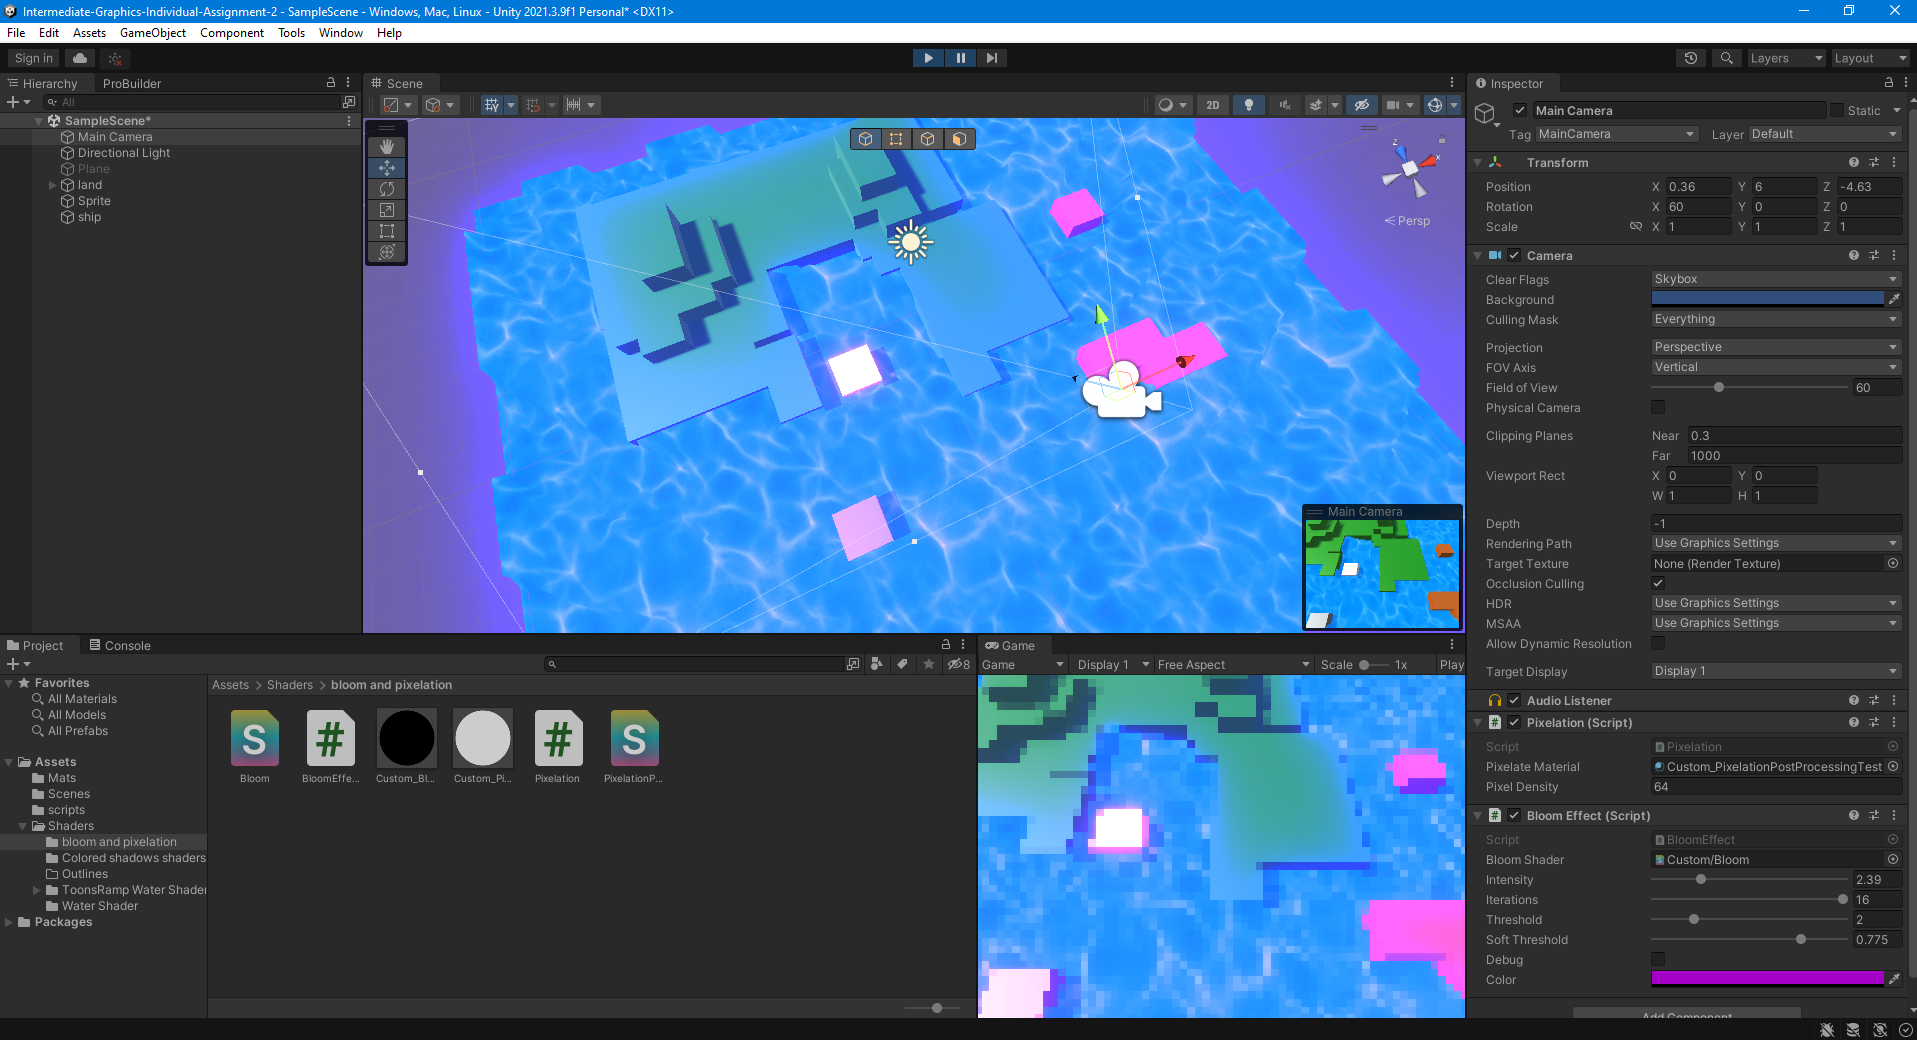 Intermediate-Graphics-Individual-Assignment-2 - SampleScene - Windows, Mac, Linux - Unity 2021.3.9f1 Personal* <DX11>
File Edit Assets GameObject Component Tools Window Help
Sign in
Layers Layout
Hierarchy ProBuilder
All
SampleScene*
Main Camera
Directional Light
Plane
land
Sprite
ship
Scene
2D
Z
X
Persp
Main Camera
Inspector
Main Camera Static
Tag MainCamera Layer Default
Transform
Position X 0.36 Y 6 Z -4.63
Rotation X 60 Y 0 Z 0
Scale X 1 Y 1 Z 1
Camera
Clear Flags Skybox
Background
Culling Mask Everything
Projection Perspective
FOV Axis Vertical
Field of View 60
Physical Camera
Clipping Planes Near 0.3
Far 1000
Viewport Rect X 0 Y 0
W 1 H 1
Depth -1
Rendering Path Use Graphics Settings
Target Texture None (Render Texture)
Occlusion Culling
HDR Use Graphics Settings
MSAA Use Graphics Settings
Allow Dynamic Resolution
Target Display Display 1
Audio Listener
# Pixelation (Script)
Script Pixelation
Pixelate Material Custom_PixelationPostProcessingTest
Pixel Density 64
# Bloom Effect (Script)
Script BloomEffect
Bloom Shader Custom/Bloom
Intensity 2.39
Iterations 16
Threshold 2
Soft Threshold 0.775
Debug
Color
Add Component
Project Console
8
Favorites
All Materials
All Models
All Prefabs
Assets
Mats
Scenes
scripts
Shaders
bloom and pixelation
Colored shadows shaders
Outlines
ToonsRamp Water Shader
Water Shader
Packages
Assets > Shaders > bloom and pixelation
S # # S
Bloom BloomEffe... Custom_Bl... Custom_Pi... Pixelation PixelationP...
Game
Game Display 1 Free Aspect Scale 1x Play